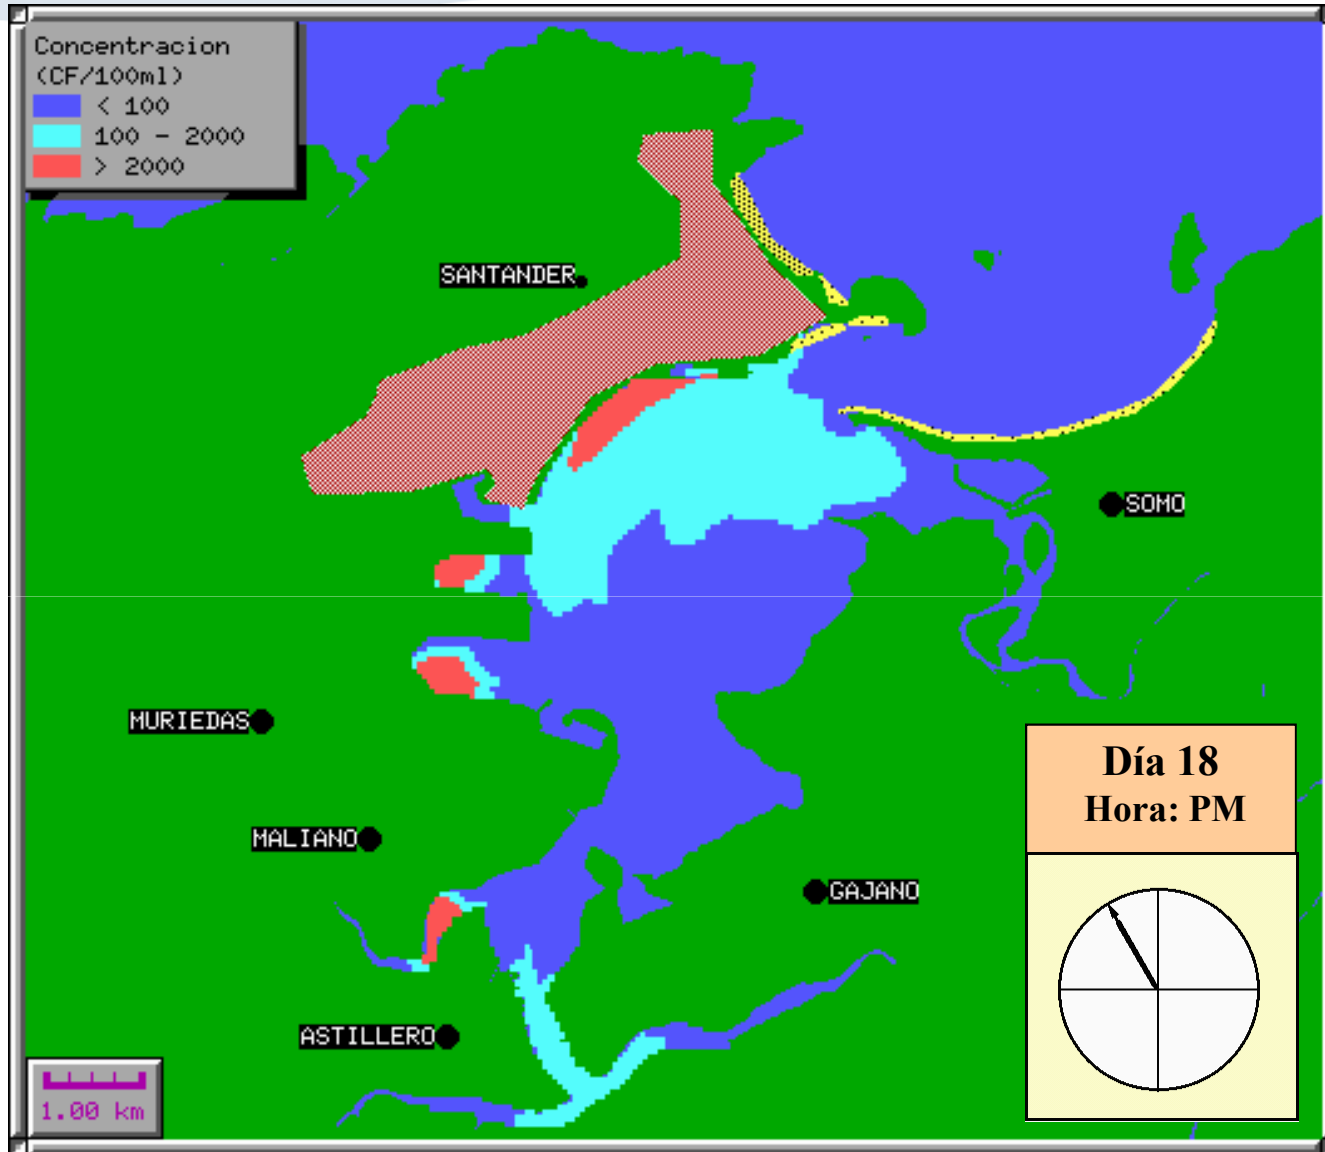 Concentracion
(CF/100ml)
< 100
100 - 2000
> 2000
SANTANDER
SOMO
MURIEDAS
Día 18
Hora: PM
MALIANO
GAJANO
ASTILLERO
1.00 km